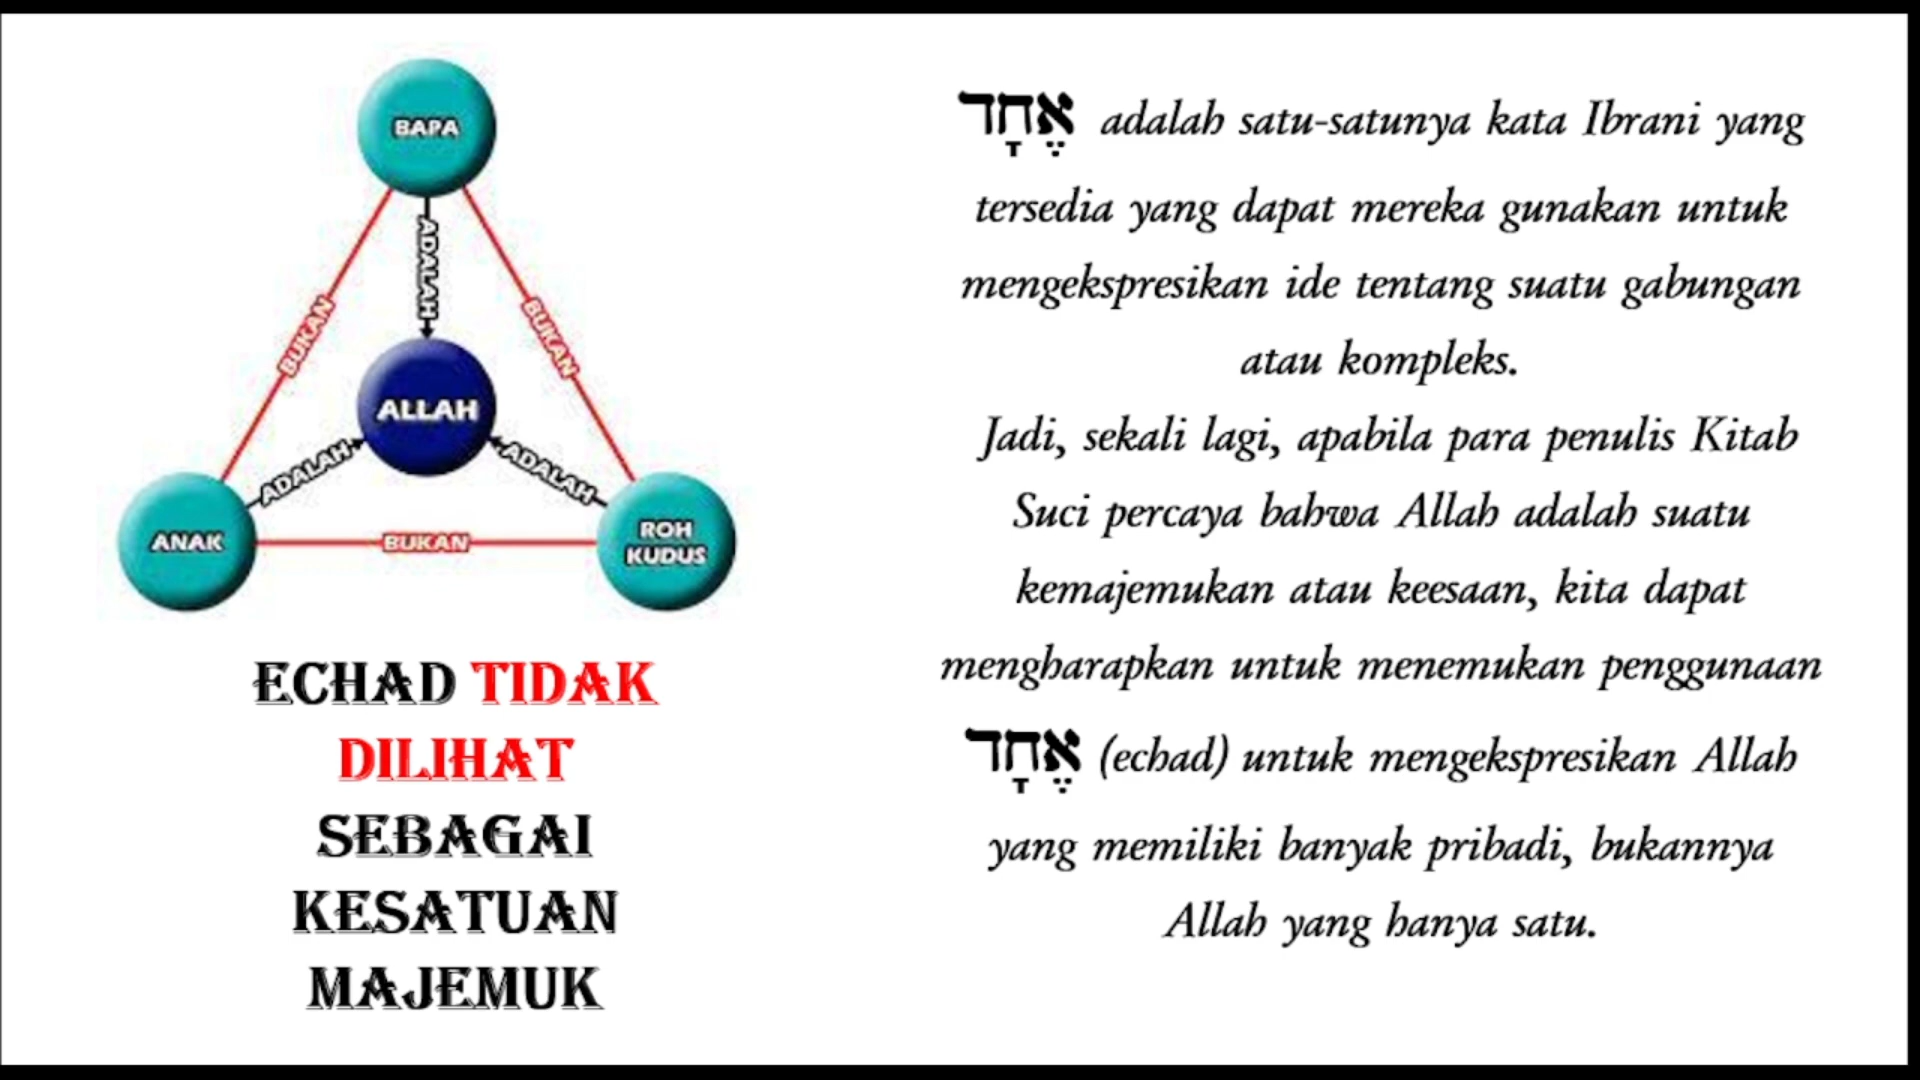 BAPA
ADALAH
BUKAN
BUKAN
ALLAH
ADALAH
ADALAH
ANAK
BUKAN
ROH
KUDUS
ECHAD TIDAK
DILIHAT
SEBAGAI
KESATUAN
MAJEMUK
אֶחָד adalah satu-satunya kata Ibrani yang
tersedia yang dapat mereka gunakan untuk
mengekspresikan ide tentang suatu gabungan
atau kompleks.
Jadi, sekali lagi, apabila para penulis Kitab
Suci percaya bahwa Allah adalah suatu
kemajemukan atau keesaan, kita dapat
mengharapkan untuk menemukan penggunaan
אֶחָד (echad) untuk mengekspresikan Allah
yang memiliki banyak pribadi, bukannya
Allah yang hanya satu.